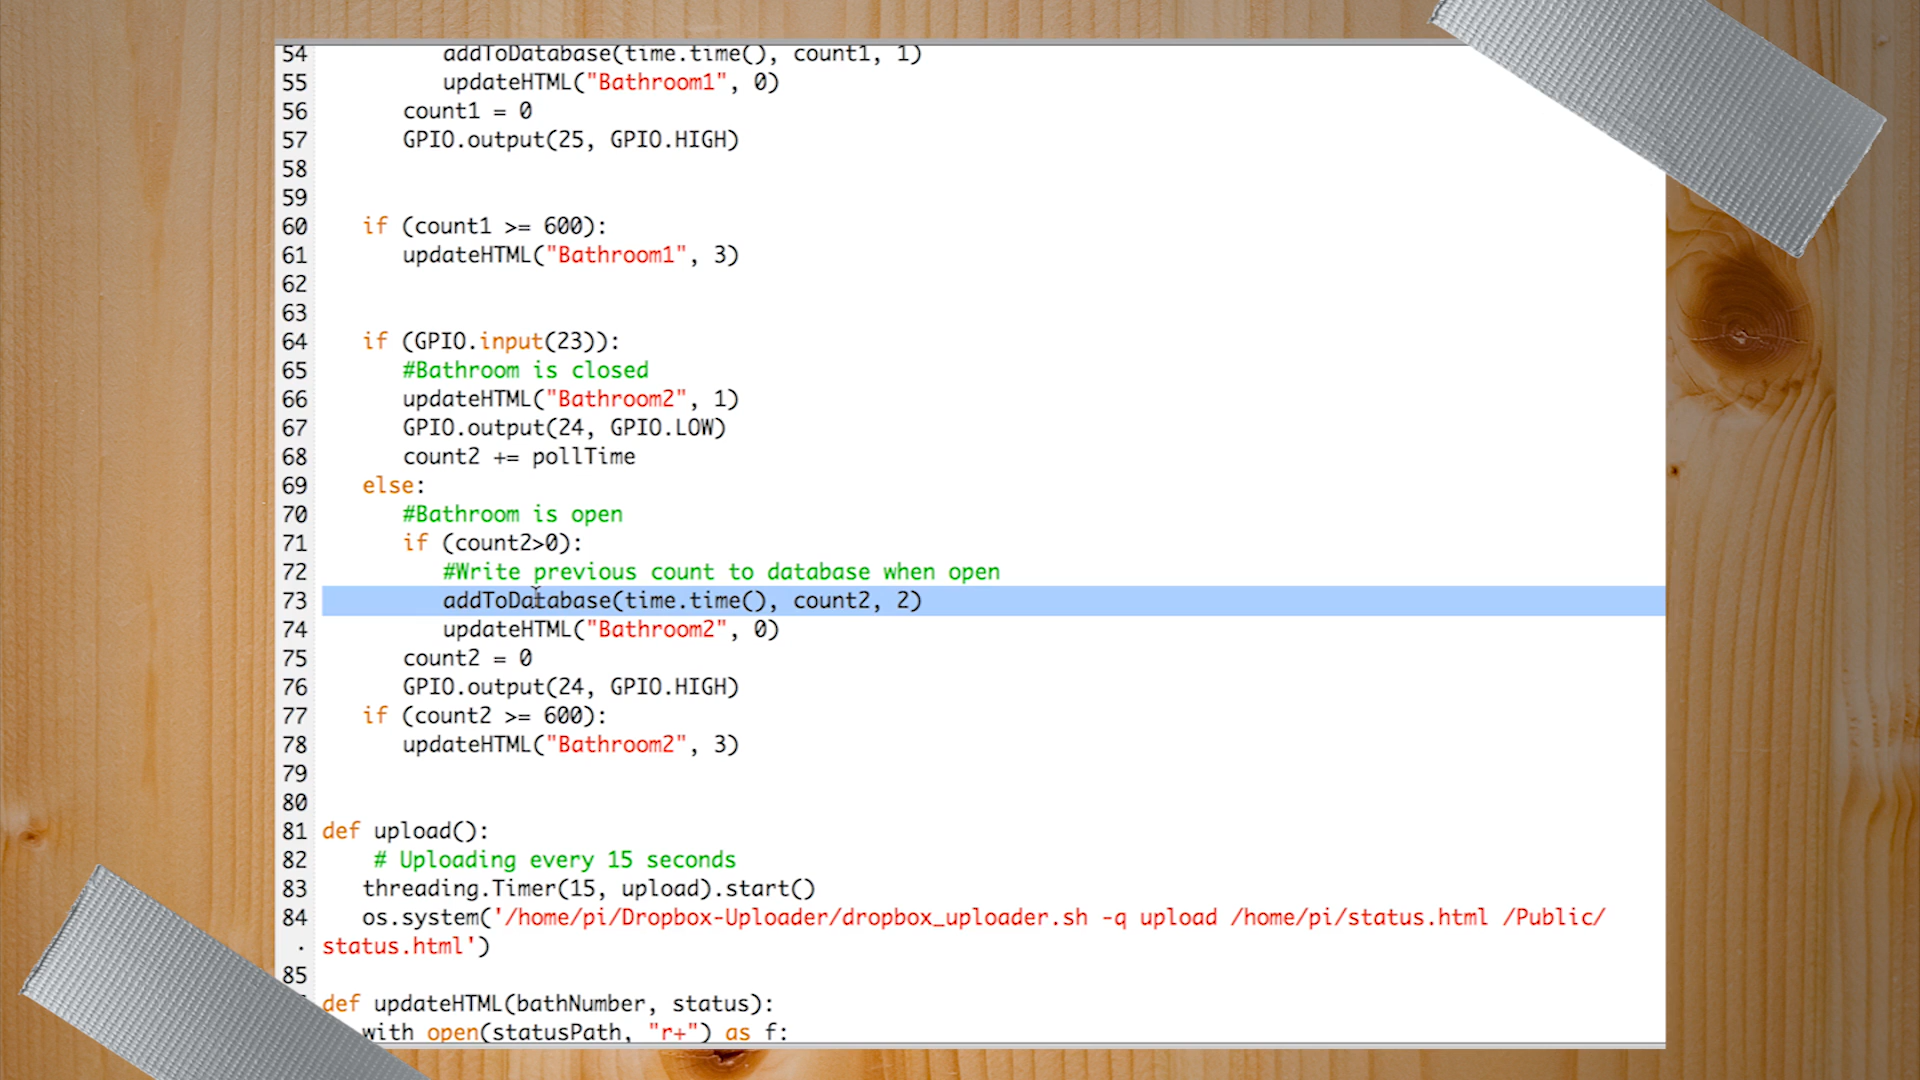 54 addToDatabase(time.time(), count1, 1)
55 updateHTML("Bathroom1", 0)
56 count1 = 0
57 GPIO.output(25, GPIO.HIGH)
58
59
60 if (count1 >= 600):
61 updateHTML("Bathroom1", 3)
62
63
64 if (GPIO.input(23)):
65 #Bathroom is closed
66 updateHTML("Bathroom2", 1)
67 GPIO.output(24, GPIO.LOW)
68 count2 += pollTime
69 else:
70 #Bathroom is open
71 if (count2>0):
72 #Write previous count to database when open
73 addToDatabase(time.time(), count2, 2)
74 updateHTML("Bathroom2", 0)
75 count2 = 0
76 GPIO.output(24, GPIO.HIGH)
77 if (count2 >= 600):
78 updateHTML("Bathroom2", 3)
79
80
81 def upload():
82 # Uploading every 15 seconds
83 threading.Timer(15, upload).start()
84 os.system('/home/pi/Dropbox-Uploader/dropbox_uploader.sh -q upload /home/pi/status.html /Public/
· status.html')
85
def updateHTML(bathNumber, status):
with open(statusPath, "r+") as f: